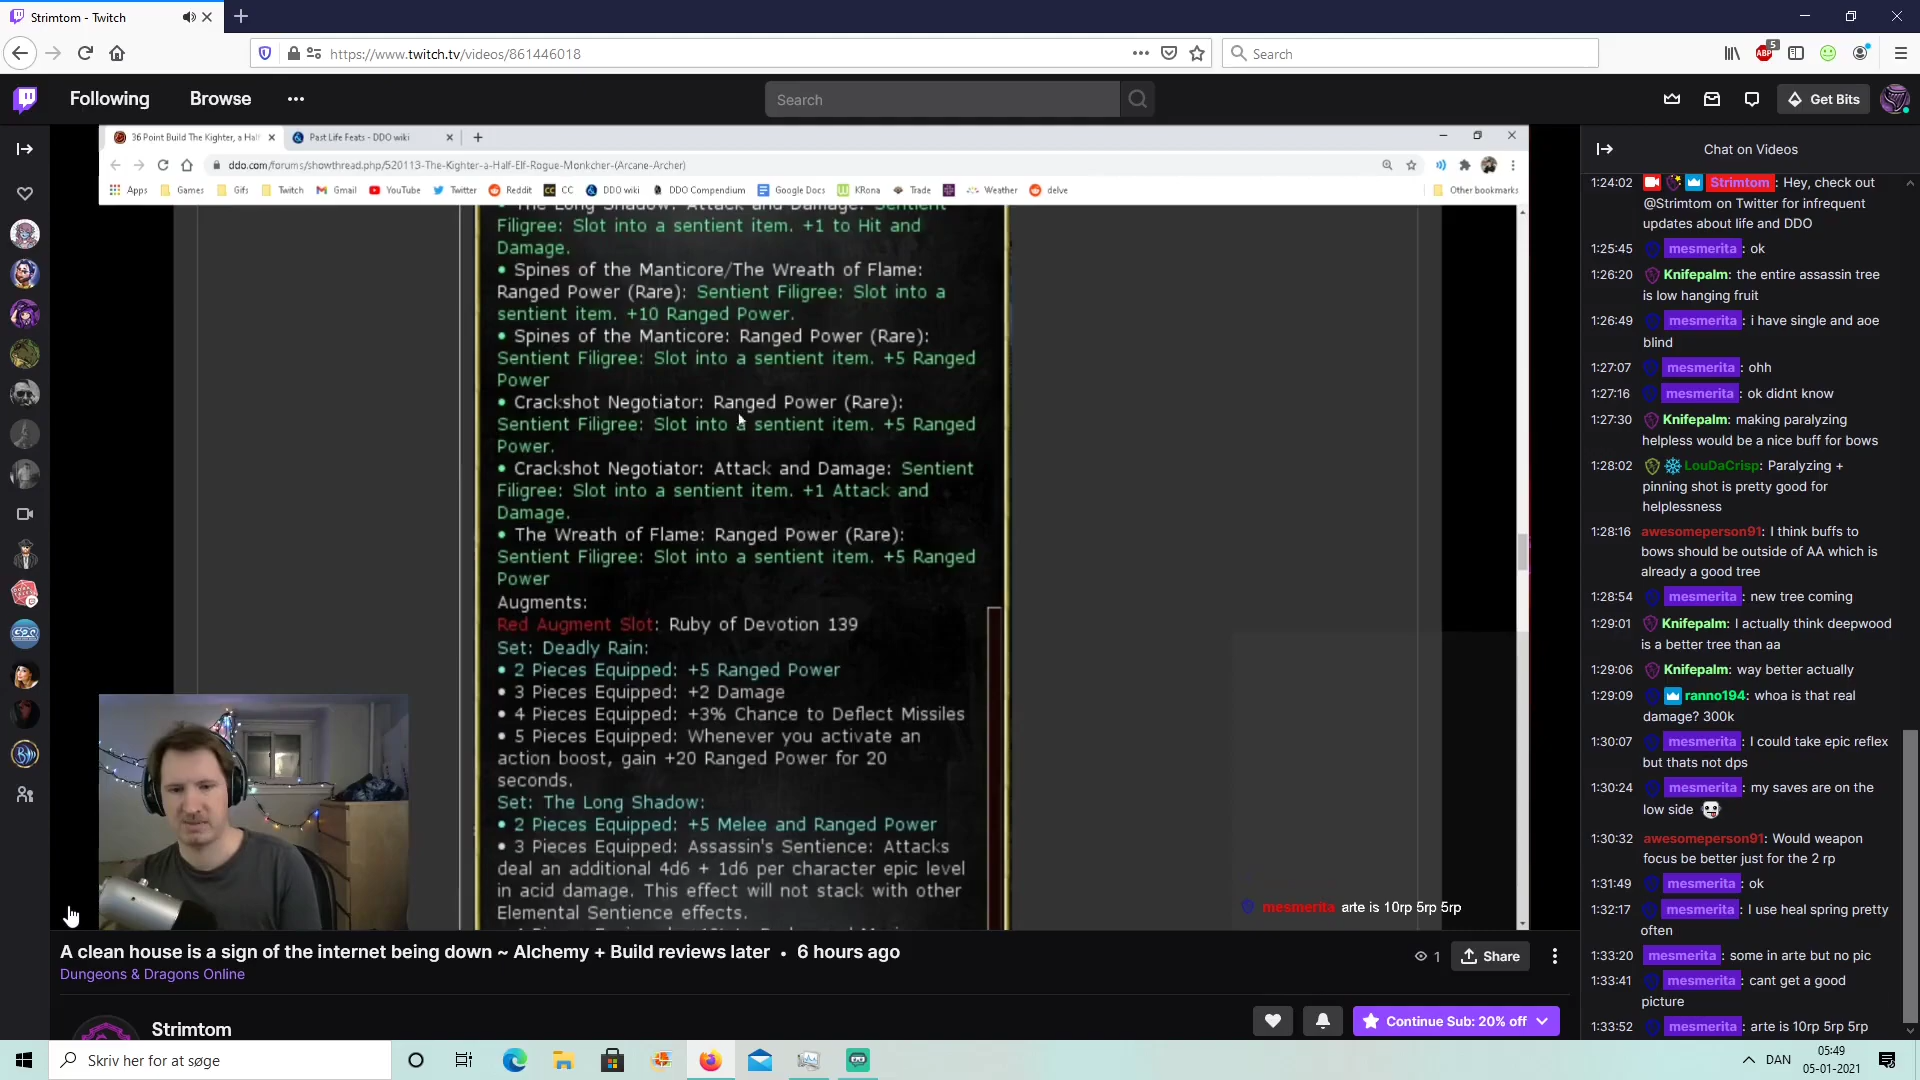 Strimtom - Twitch
https://www.twitch.tv/videos/861446018
Search
ABP
5
Following
Browse
Search
Get Bits
36 Point Build The Kighter, a Half
Past Life Feats - DDO wiki
ddo.com/forums/showthread.php/520113-The-Kighter-a-Half-Elf-Rogue-Monkcher-(Arcane-Archer)
Apps
Games
Gifs
Twitch
Gmail
YouTube
Twitter
Reddit
CC
DDO wiki
DDO Compendium
Google Docs
KRona
Trade
Weather
delve
Other bookmarks
• The Long Shadow: Attack and Damage: Sentient
Filigree: Slot into a sentient item. +1 to Hit and
Damage.
• Spines of the Manticore/The Wreath of Flame:
Ranged Power (Rare): Sentient Filigree: Slot into a
sentient item. +10 Ranged Power.
• Spines of the Manticore: Ranged Power (Rare):
Sentient Filigree: Slot into a sentient item. +5 Ranged
Power
• Crackshot Negotiator: Ranged Power (Rare):
Sentient Filigree: Slot into a sentient item. +5 Ranged
Power.
• Crackshot Negotiator: Attack and Damage: Sentient
Filigree: Slot into a sentient item. +1 Attack and
Damage.
• The Wreath of Flame: Ranged Power (Rare):
Sentient Filigree: Slot into a sentient item. +5 Ranged
Power
Augments:
Red Augment Slot: Ruby of Devotion 139
Set: Deadly Rain:
• 2 Pieces Equipped: +5 Ranged Power
• 3 Pieces Equipped: +2 Damage
• 4 Pieces Equipped: +3% Chance to Deflect Missiles
• 5 Pieces Equipped: Whenever you activate an
action boost, gain +20 Ranged Power for 20
seconds.
Set: The Long Shadow:
• 2 Pieces Equipped: +5 Melee and Ranged Power
• 3 Pieces Equipped: Assassin's Sentience: Attacks
deal an additional 4d6 + 1d6 per character epic level
in acid damage. This effect will not stack with other
Elemental Sentience effects.
mesmerita arte is 10rp 5rp 5rp
A clean house is a sign of the internet being down ~ Alchemy + Build reviews later • 6 hours ago
Dungeons & Dragons Online
1
Share
Strimtom
Continue Sub: 20% off
Chat on Videos
1:24:02 Strimtom: Hey, check out
@Strimtom on Twitter for infrequent
updates about life and DDO
1:25:45 mesmerita: ok
1:26:20 Knifepalm: the entire assassin tree
is low hanging fruit
1:26:49 mesmerita: i have single and aoe
blind
1:27:07 mesmerita: ohh
1:27:16 mesmerita: ok didnt know
1:27:30 Knifepalm: making paralyzing
helpless would be a nice buff for bows
1:28:02 LouDaCrisp: Paralyzing +
pinning shot is pretty good for
helplessness
1:28:16 awesomeperson91: I think buffs to
bows should be outside of AA which is
already a good tree
1:28:54 mesmerita: new tree coming
1:29:01 Knifepalm: I actually think deepwood
is a better tree than aa
1:29:06 Knifepalm: way better actually
1:29:09 ranno194: whoa is that real
damage? 300k
1:30:07 mesmerita: I could take epic reflex
but thats not dps
1:30:24 mesmerita: my saves are on the
low side
1:30:32 awesomeperson91: Would weapon
focus be better just for the 2 rp
1:31:49 mesmerita: ok
1:32:17 mesmerita: I use heal spring pretty
often
1:33:20 mesmerita: some in arte but no pic
1:33:41 mesmerita: cant get a good
picture
1:33:52 mesmerita: arte is 10rp 5rp 5rp
Skriv her for at søge
DAN
05:49
05-01-2021